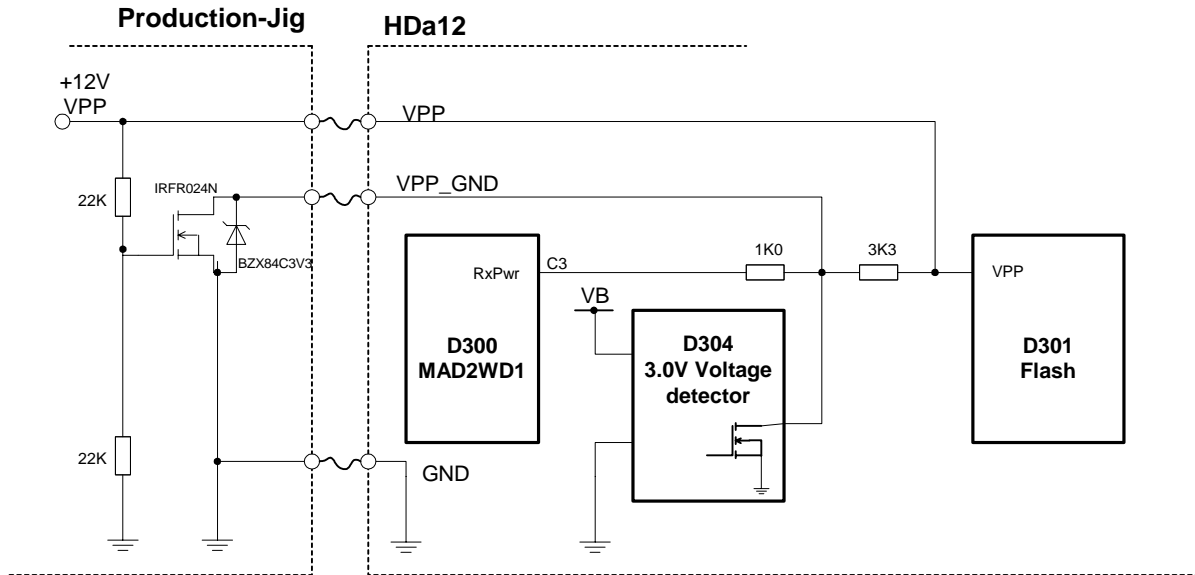 Production-Jig
HDa12
+12V
VPP
VPP
22K
IRFR024N
VPP_GND
BZX84C3V3
RxPwr
C3
1K0
3K3
VPP
VB
D300
MAD2WD1
D304
3.0V Voltage
detector
D301
Flash
22K
GND